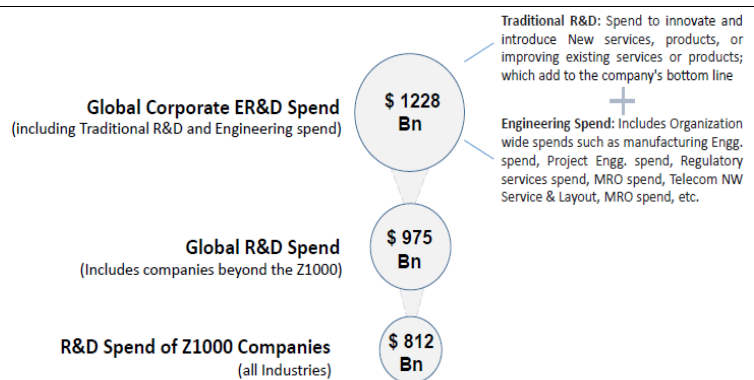 Traditional R&D: Spend to innovate and
introduce New services, products, or
improving existing services or products;
which add to the company's bottom line
Global Corporate ER&D Spend
(including Traditional R&D and Engineering spend)
$ 1228
Bn
Engineering Spend: Includes Organization
wide spends such as manufacturing Engg.
spend, Project Engg. spend, Regulatory
services spend, MRO spend, Telecom NW
Service & Layout, MRO spend, etc.
Global R&D Spend
(Includes companies beyond the Z1000)
$ 975
Bn
R&D Spend of Z1000 Companies
(all Industries)
$ 812
Bn